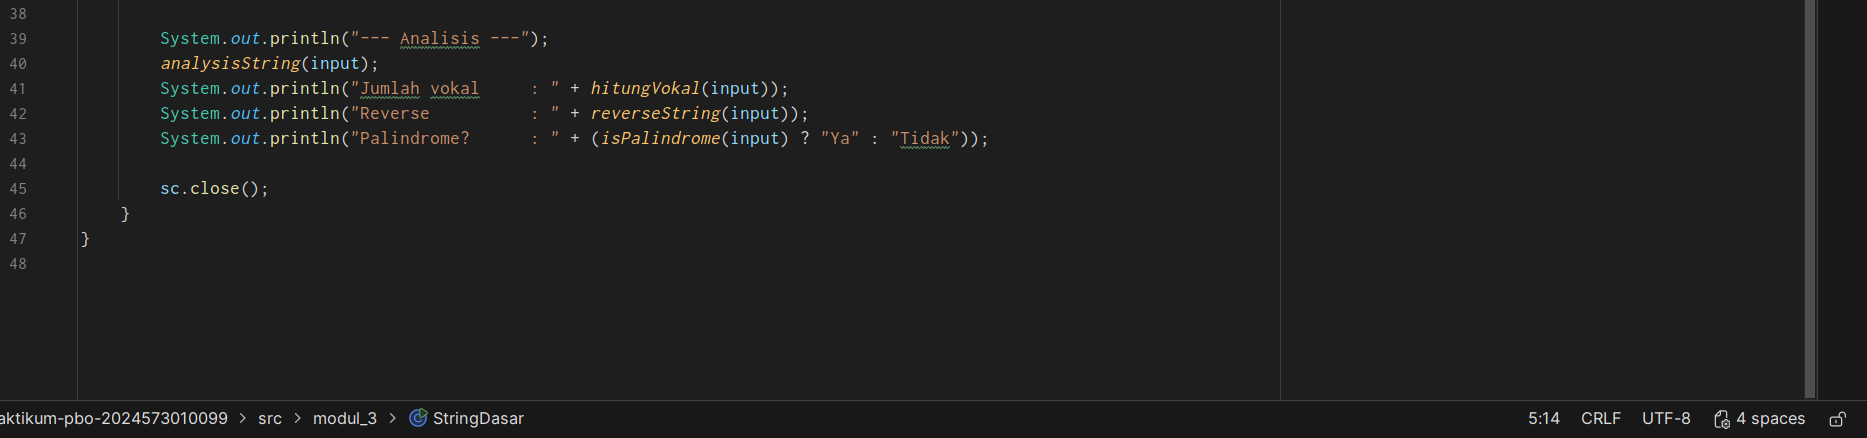 38
39 System.out.println("--- Analisis ---");
40 analysisString(input);
41 System.out.println("Jumlah vokal     : " + hitungVokal(input));
42 System.out.println("Reverse          : " + reverseString(input));
43 System.out.println("Palindrome?      : " + (isPalindrome(input) ? "Ya" : "Tidak"));
44
45 sc.close();
46 }
47 }
48
aktikum-pbo-2024573010099 > src > modul_3 > StringDasar 5:14 CRLF UTF-8 4 spaces